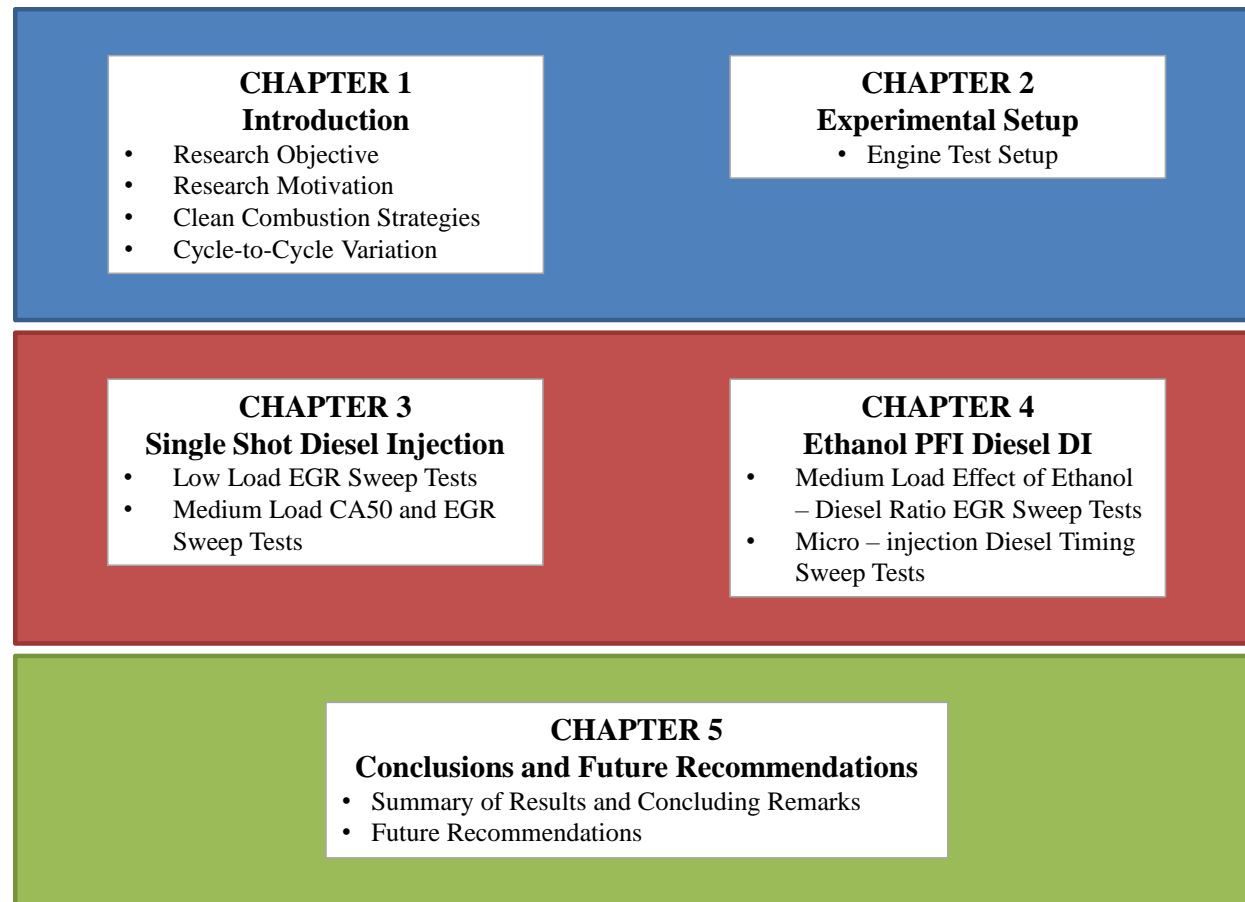 CHAPTER 1
Introduction
• Research Objective
• Research Motivation
• Clean Combustion Strategies
• Cycle-to-Cycle Variation
CHAPTER 2
Experimental Setup
• Engine Test Setup
CHAPTER 3
Single Shot Diesel Injection
• Low Load EGR Sweep Tests
• Medium Load CA50 and EGR
Sweep Tests
CHAPTER 4
Ethanol PFI Diesel DI
• Medium Load Effect of Ethanol
– Diesel Ratio EGR Sweep Tests
• Micro – injection Diesel Timing
Sweep Tests
CHAPTER 5
Conclusions and Future Recommendations
• Summary of Results and Concluding Remarks
• Future Recommendations